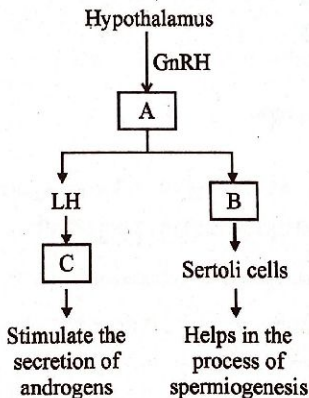 Hypothalamus
GnRH
A
LH
B
C
Sertoli cells
Stimulate the
secretion of
androgens
Helps in the
process of
spermiogenesis